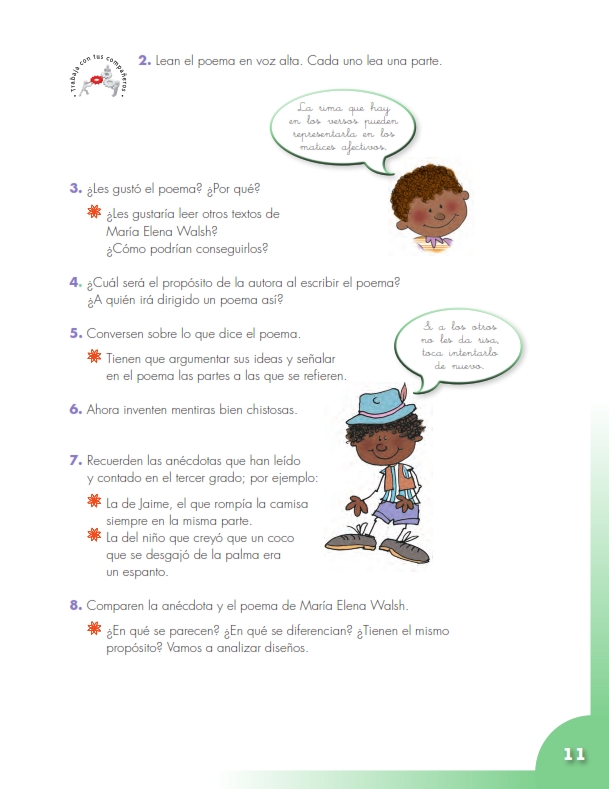 • Trabaja con tus compañeros •
2. Lean el poema en voz alta. Cada uno lea una parte.
La rima que hay
en los versos pueden
representarla en los
matices afectivos.
3. ¿Les gustó el poema? ¿Por qué?
¿Les gustaría leer otros textos de
María Elena Walsh?
¿Cómo podrían conseguirlos?
4. ¿Cuál será el propósito de la autora al escribir el poema?
¿A quién irá dirigido un poema así?
Si a los otros
no les da risa,
toca intentarlo
de nuevo.
5. Conversen sobre lo que dice el poema.
Tienen que argumentar sus ideas y señalar
en el poema las partes a las que se refieren.
6. Ahora inventen mentiras bien chistosas.
7. Recuerden las anécdotas que han leído
y contado en el tercer grado; por ejemplo:
La de Jaime, el que rompía la camisa
siempre en la misma parte.
La del niño que creyó que un coco
que se desgajó de la palma era
un espanto.
8. Comparen la anécdota y el poema de María Elena Walsh.
¿En qué se parecen? ¿En qué se diferencian? ¿Tienen el mismo
propósito? Vamos a analizar diseños.
11